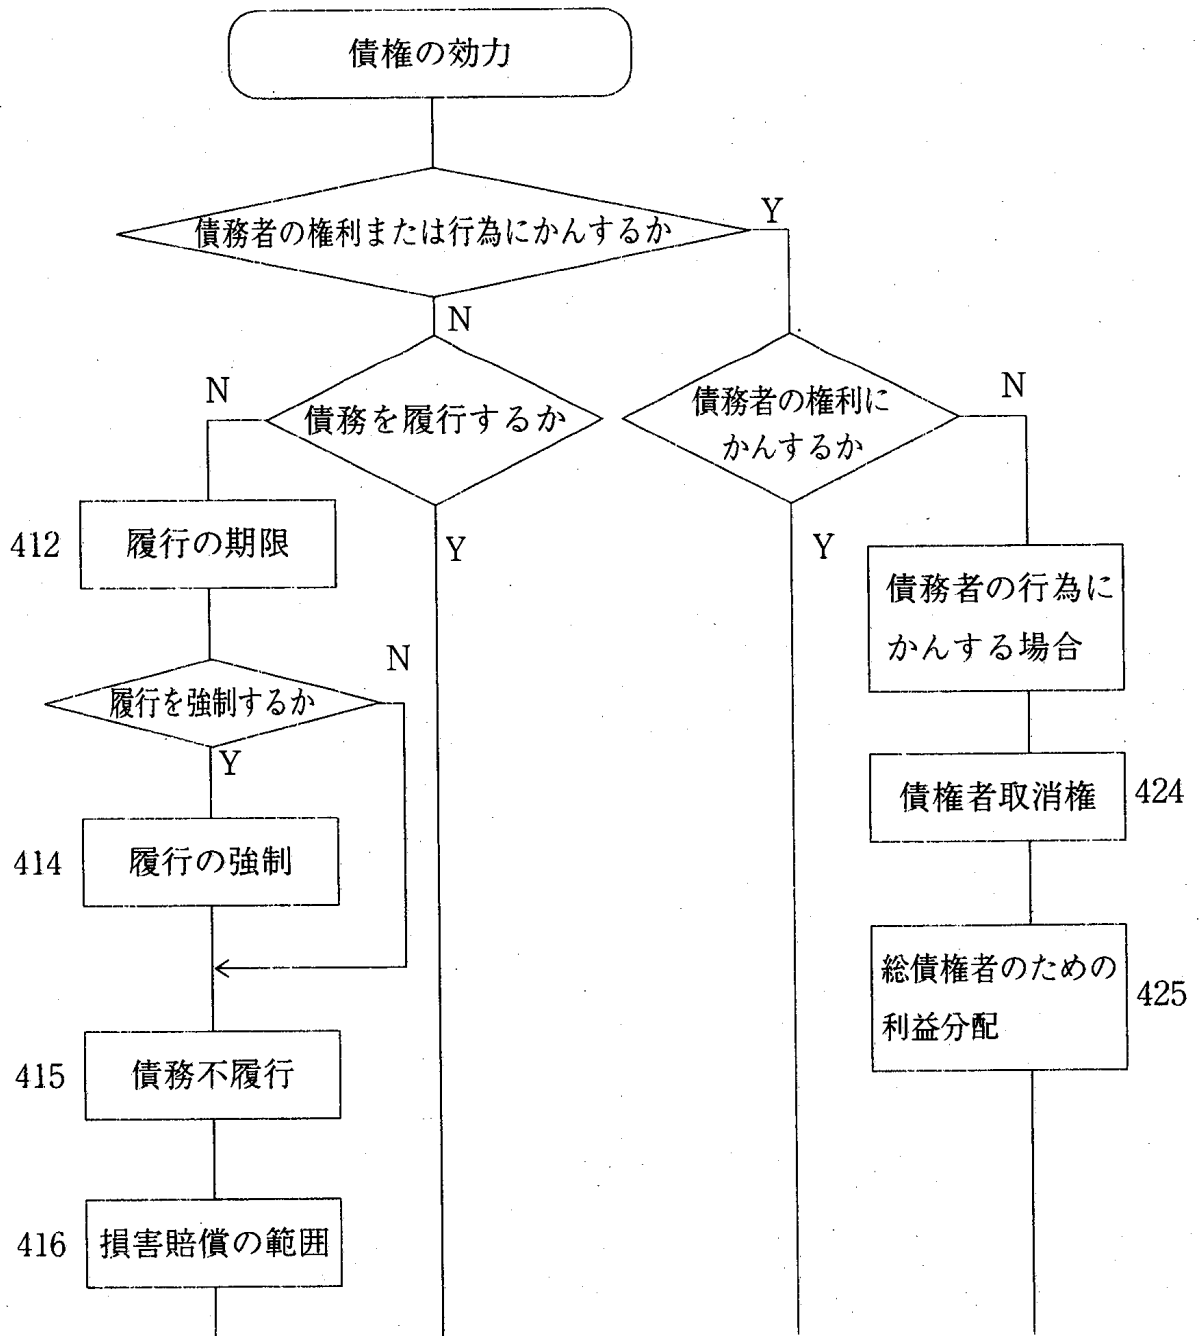 債権の効力
Y
債務者の権利または行為にかんするか
N
N
債務を履行するか
債務者の権利に
かんするか
N
412
履行の期限
Y
Y
債務者の行為に
かんする場合
N
履行を強制するか
Y
債権者取消権
424
414
履行の強制
総債権者のための
利益分配
425
415
債務不履行
416
損害賠償の範囲